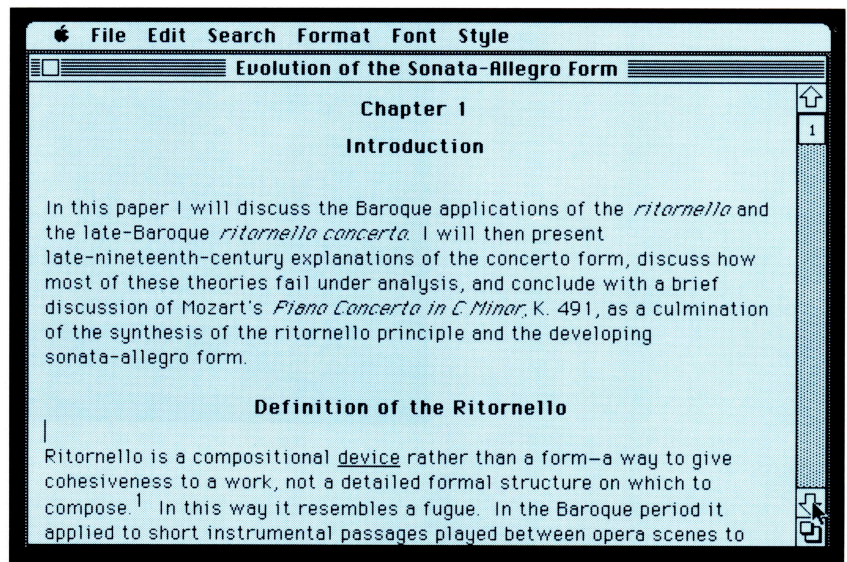 File Edit Search Format Font Style
Evolution of the Sonata-Allegro Form
Chapter 1
1
Introduction
In this paper I will discuss the Baroque applications of the ritornello and
the late-Baroque ritornello concerto. I will then present
late-nineteenth-century explanations of the concerto form, discuss how
most of these theories fail under analysis, and conclude with a brief
discussion of Mozart's Piano Concerto in C Minor, K. 491, as a culmination
of the synthesis of the ritornello principle and the developing
sonata-allegro form.
Definition of the Ritornello
Ritornello is a compositional device rather than a form—a way to give
cohesiveness to a work, not a detailed formal structure on which to
compose.¹ In this way it resembles a fugue. In the Baroque period it
applied to short instrumental passages played between opera scenes to